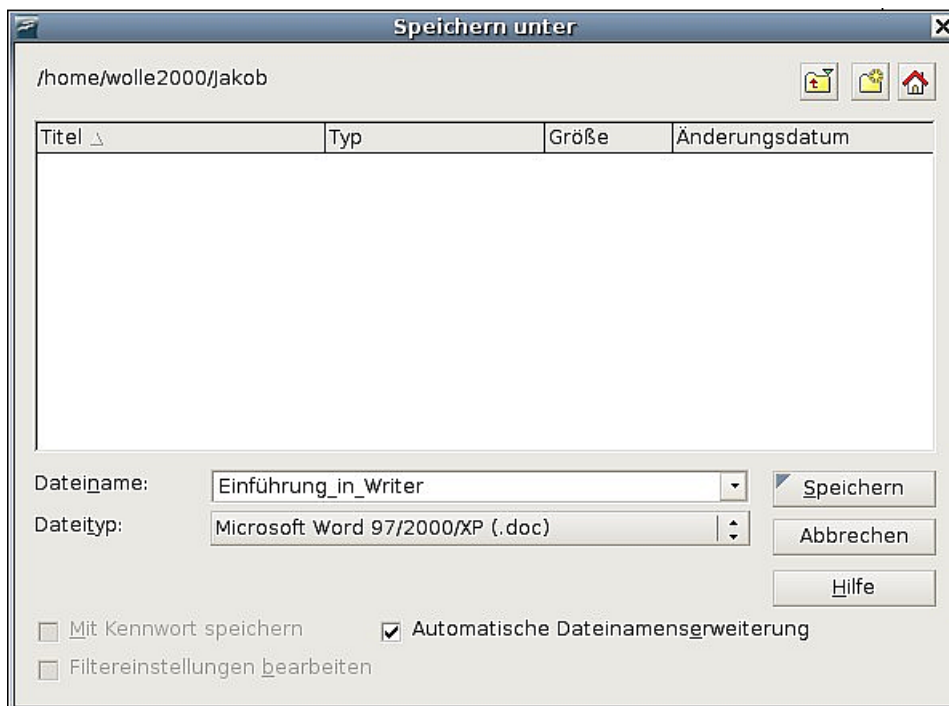 Speichern unter
/home/wolle2000/Jakob
Titel Typ Größe Änderungsdatum
Dateiname: Einführung_in_Writer Speichern
Dateityp: Microsoft Word 97/2000/XP (.doc) Abbrechen
Hilfe
Mit Kennwort speichern Automatische Dateinamenserweiterung
Filtereinstellungen bearbeiten